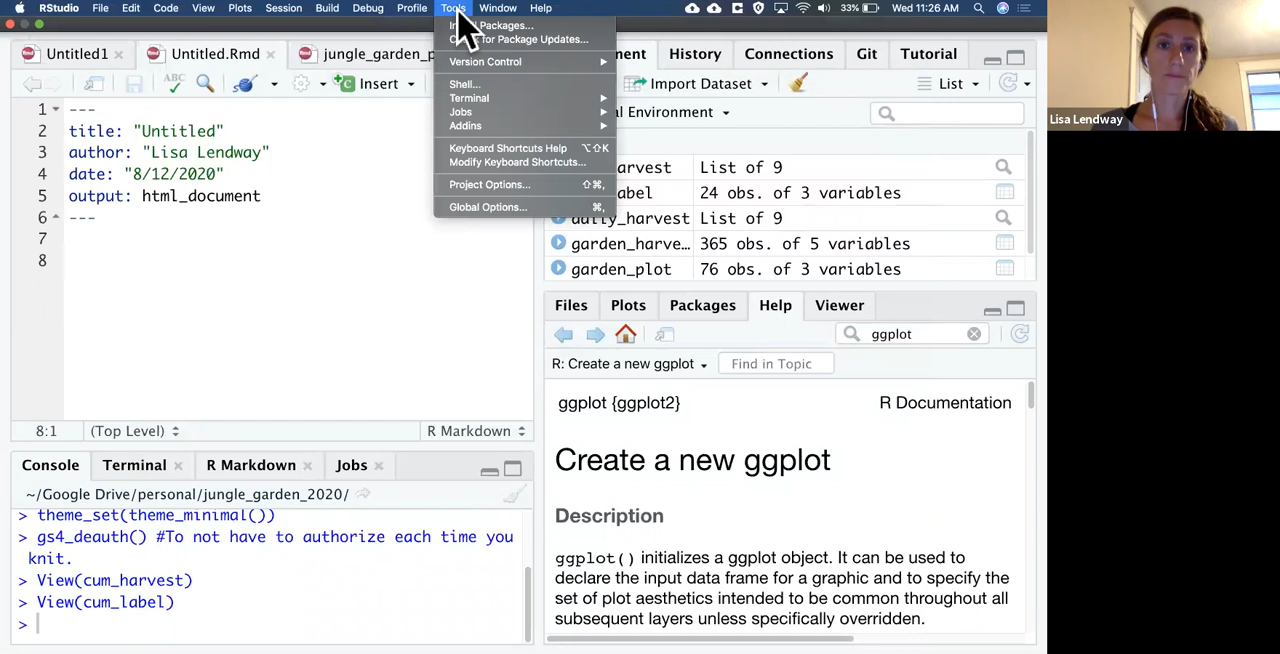 RStudio File Edit Code View Plots Session Build Debug Profile Tools Window Help 33% Wed 11:26 AM
Packages...
for Package Updates...
Version Control
Shell...
Terminal
Jobs
Addins
Keyboard Shortcuts Help ⌥⇧K
Modify Keyboard Shortcuts...
Project Options... ⇧⌘,
Global Options... ⌘,
Untitled1 Untitled.Rmd jungle_garden_p
ABC
Insert
1 ---
2 title: "Untitled"
3 author: "Lisa Lendway"
4 date: "8/12/2020"
5 output: html_document
6 ---
7
8
8:1 (Top Level) R Markdown
Console Terminal R Markdown Jobs
~/Google Drive/personal/jungle_garden_2020/
> theme_set(theme_minimal())
> gs4_deauth() #To not have to authorize each time you
knit.
> View(cum_harvest)
> View(cum_label)
>
History Connections Git Tutorial
Import Dataset List
Environment
arvest List of 9
abel 24 obs. of 3 variables
daily_harvest List of 9
garden_harve… 365 obs. of 5 variables
garden_plot 76 obs. of 3 variables
Files Plots Packages Help Viewer
ggplot
R: Create a new ggplot Find in Topic
ggplot {ggplot2} R Documentation
Create a new ggplot
Description
ggplot() initializes a ggplot object. It can be used to
declare the input data frame for a graphic and to specify the
set of plot aesthetics intended to be common throughout all
subsequent layers unless specifically overridden.
Lisa Lendway